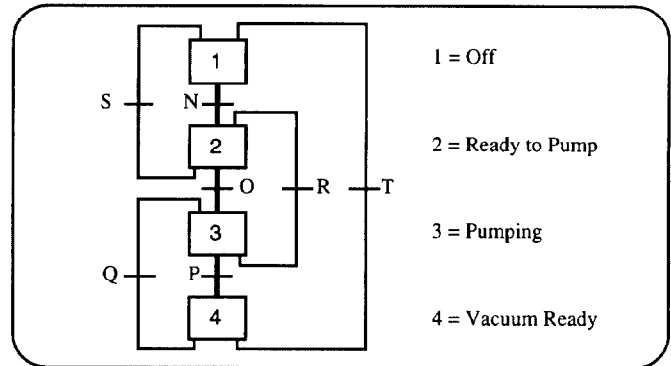 1
1 = Off
S
N
2
2 = Ready to Pump
O
R
T
3
3 = Pumping
Q
P
4
4 = Vacuum Ready